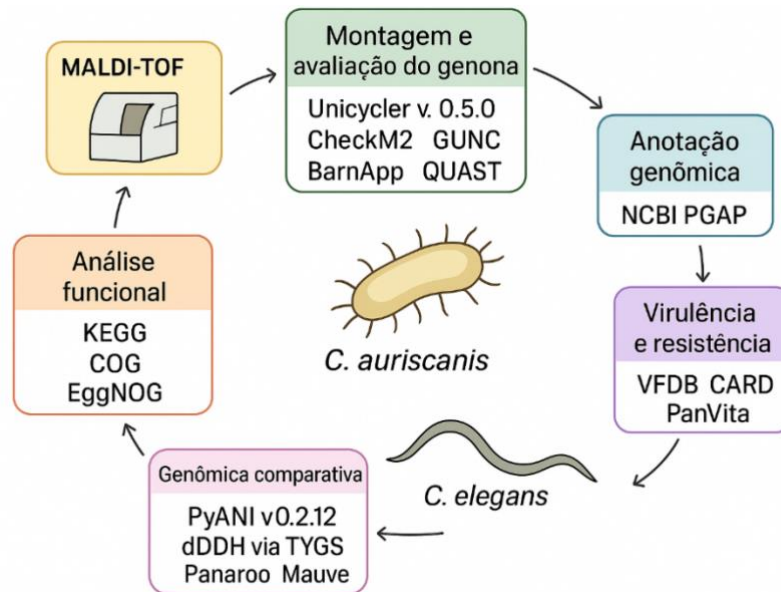 MALDI-TOF
Montagem e
avaliação do genona
Unicycler v. 0.5.0
CheckM2 GUNC
BarnApp QUAST
Anotação
genõmica
NCBI PGAP
Virulência
e resistência
VFDB CARD
PanVita
C. elegans
Genômica comparativa
PyANI v0.2.12
dDDH via TYGS
Panaroo Mauve
Análise
funcional
KEGG
COG
EggNOG
C. auriscanis